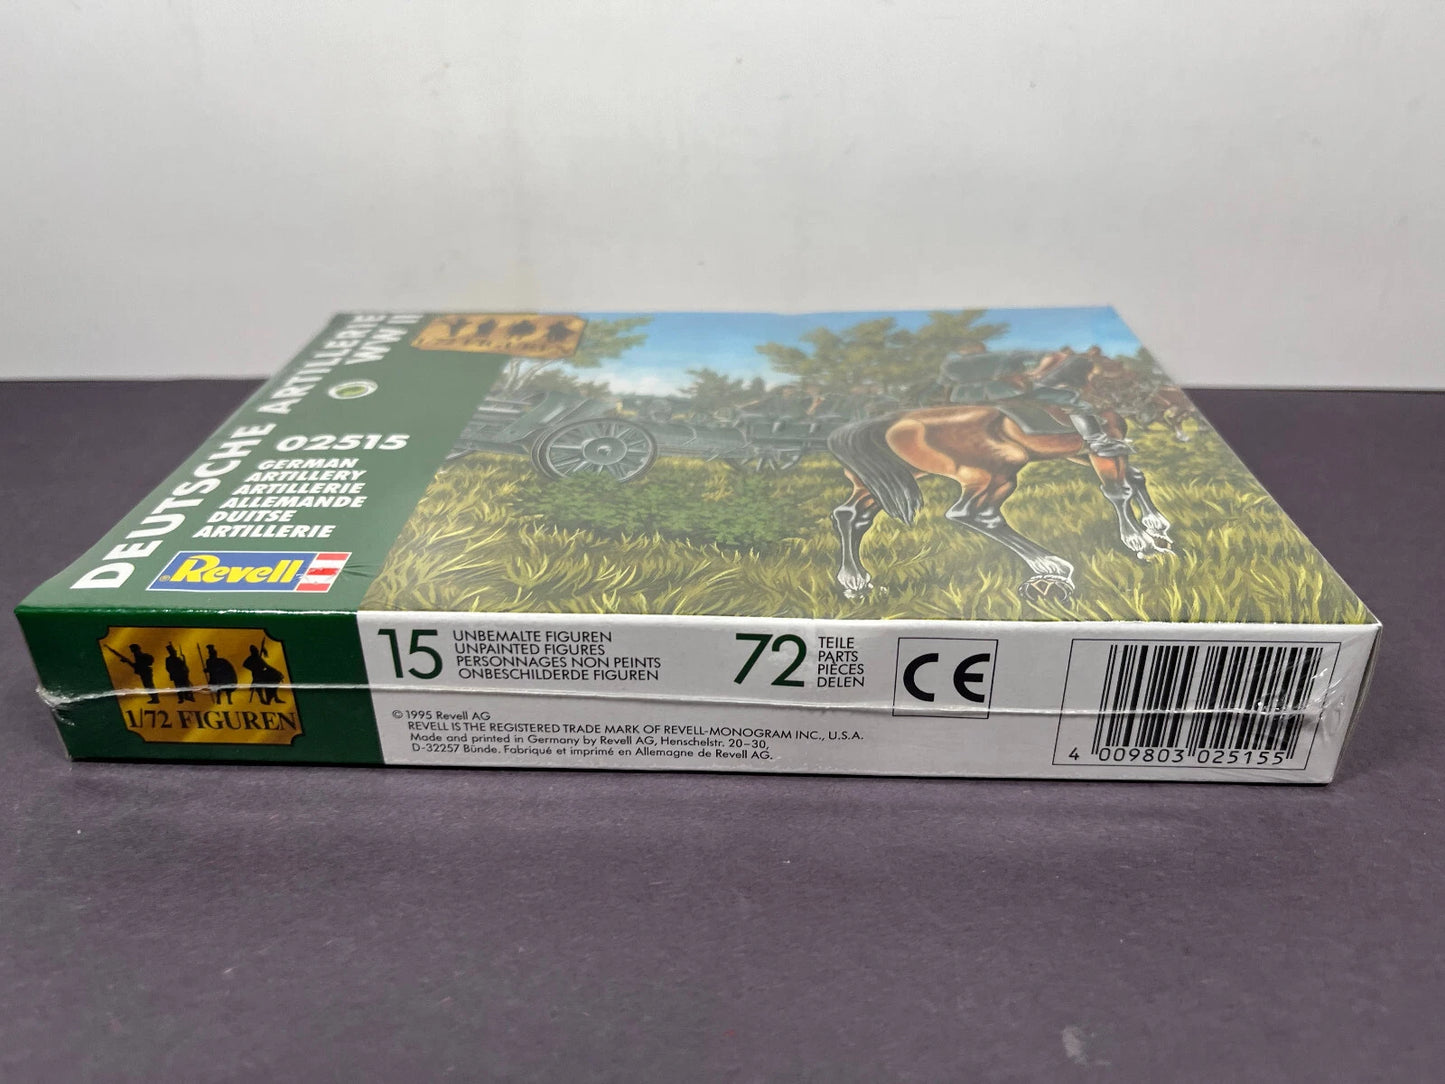 DEUTSCHE ARTILLERIE
WW II
02515
GERMAN
ARTILLERY
ARTILLERIE
ALLEMANDE
DUITSE
ARTILLERIE
® Revell
1/72 FIGUREN
15
UNBEMALTE FIGUREN
UNPAINTED FIGURES
PERSONNAGES NON PEINTS
ONBESCHILDERDE FIGUREN
72
TEILE
PARTS
PIÈCES
DELEN
CE
© 1995 Revell AG
REVELL IS THE REGISTERED TRADE MARK OF REVELL-MONOGRAM INC., U.S.A.
Made and printed in Germany by Revell AG, Henschelstr. 20–30,
D-32257 Bünde. Fabriqué et imprimé en Allemagne de Revell AG.
4 009803 025155